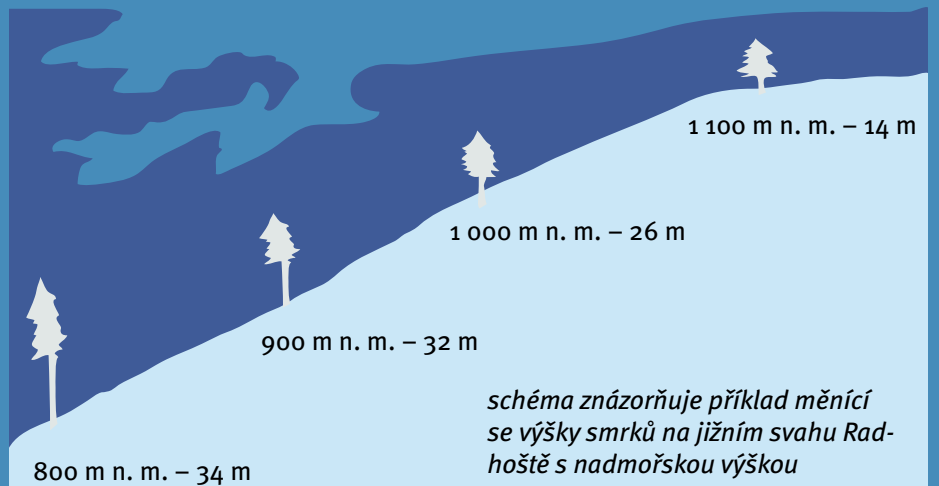 1 100 m n. m. – 14 m
1 000 m n. m. – 26 m
900 m n. m. – 32 m
800 m n. m. – 34 m
schéma znázorňuje příklad měnící
se výšky smrků na jižním svahu Rad-
hoště s nadmořskou výškou